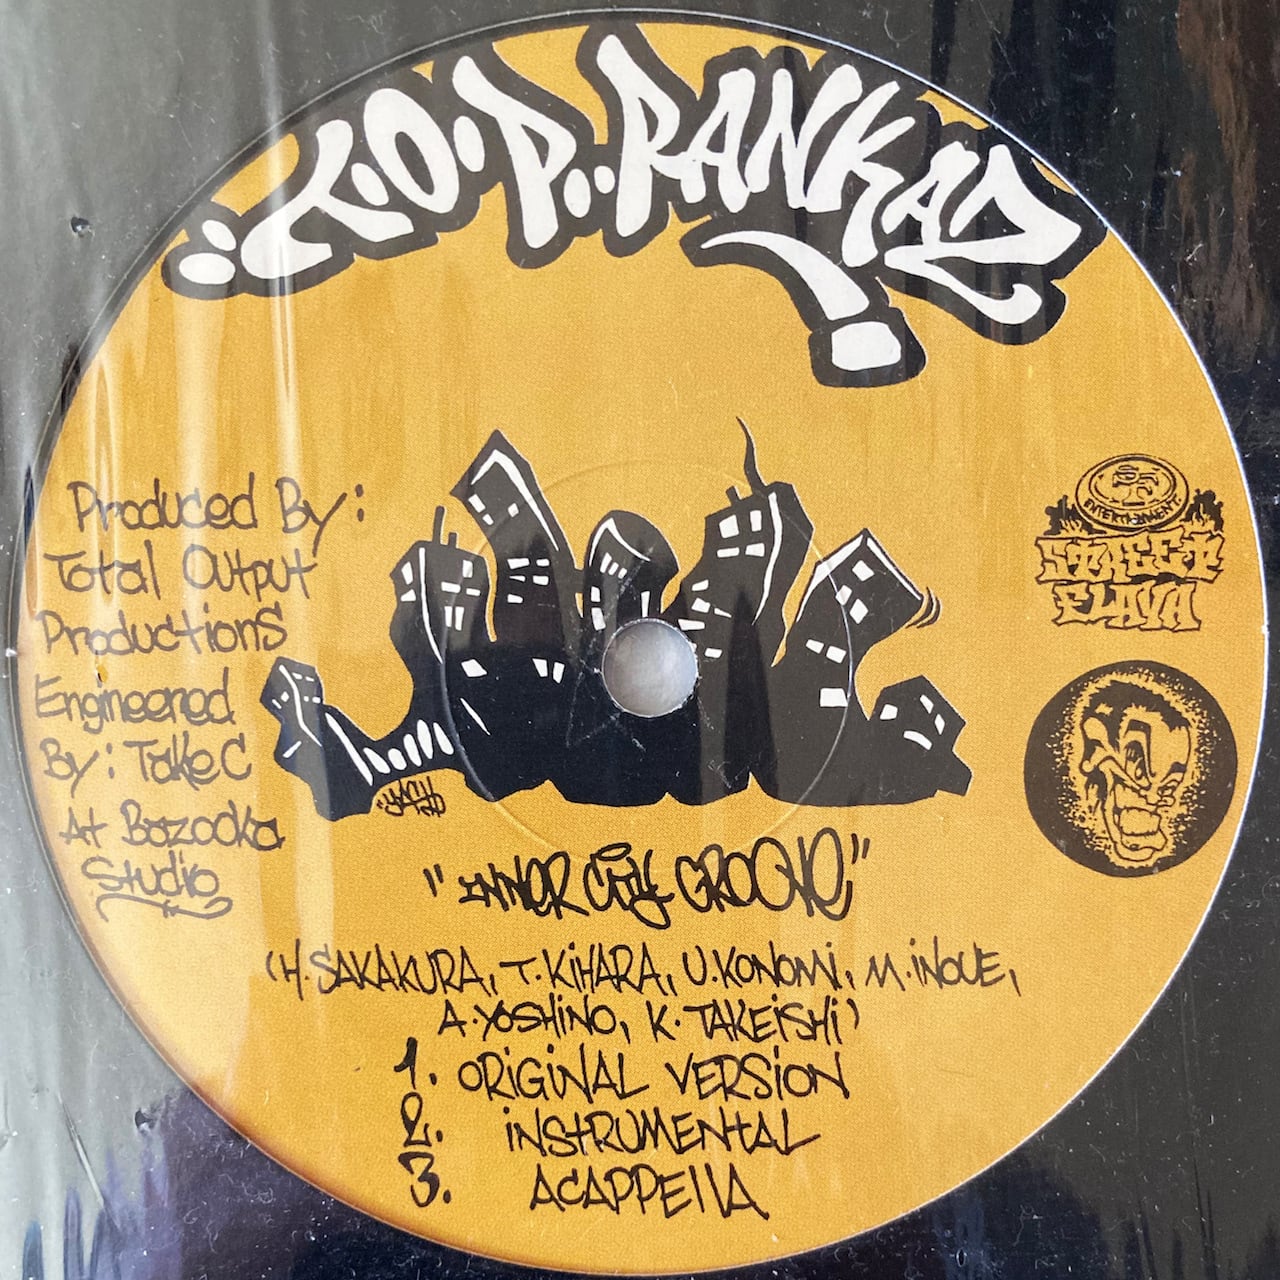 T.O.P. RANKAZ
Produced By:
Total Output
Productions
Engineered
By: Take C
At Bazooka
Studio
SF
ENTERTAINMENT
STREET
FLAVA
"INNER CITY GROOVE"
(H.SAKAKURA, T.KIHARA, U.KONOMI, M.INOUE,
A.YOSHINO, K.TAKEISHI)
1. ORIGINAL VERSION
2. INSTRUMENTAL
3. ACAPPELLA